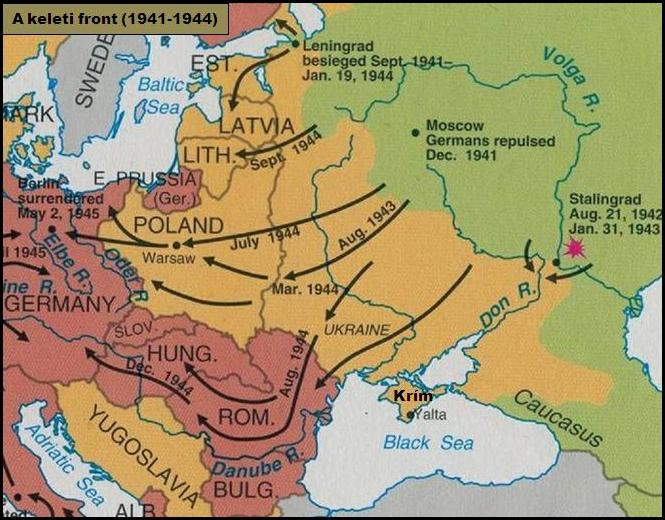 A keleti front (1941-1944)
Leningrad
besieged Sept. 1941–
Jan. 19, 1944
EST.
SWEDE
Baltic
Sea
ARK
LATVIA
LITH.
Sept. 1944
Volga R.
Moscow
Germans repulsed
Dec. 1941
E. PRUSSIA
(Ger.)
Berlin
surrendered
May 2, 1945
Stalingrad
Aug. 21, 1942
Jan. 31, 1943
POLAND
Warsaw
July 1944
Aug. 1943
Mar. 1944
il 1945
Elbe R.
Oder R.
ine R.
GERMANY
SLOV.
UKRAINE
Don R.
HUNG.
Dec. 1944
Aug. 1944
ROM.
Krím
Yalta
Caucasus
Black Sea
YUGOSLAVIA
Adriatic Sea
Danube R.
BULG.
ALB